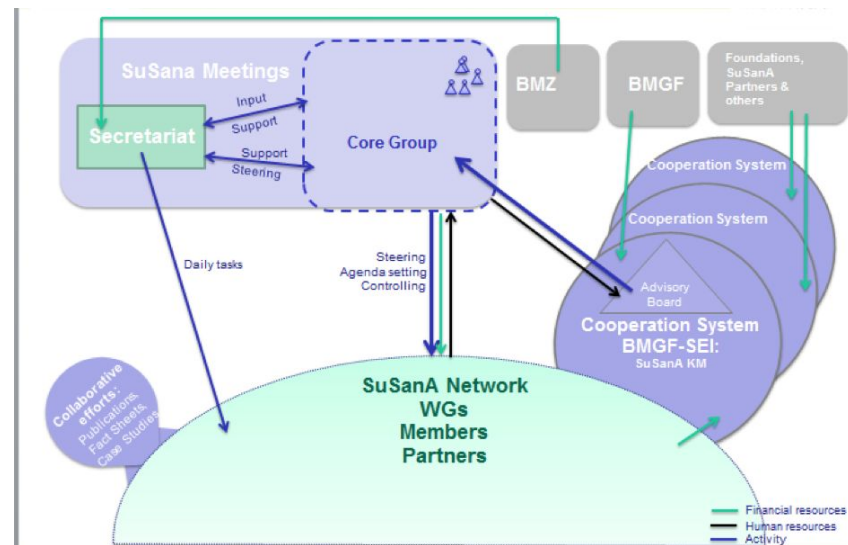 SuSana Meetings
Secretariat
Input
Support
Support
Steering
Core Group
BMZ
BMGF
Foundations,
SuSanA
Partners &
others
Cooperation System
Cooperation System
Advisory
Board
Cooperation System
BMGF-SEI:
SuSanA KM
Daily tasks
Steering
Agenda setting
Controlling
Collaborative
efforts:
Publications,
Fact Sheets,
Case Studies
SuSanA Network
WGs
Members
Partners
Financial resources
Human resources
Activity